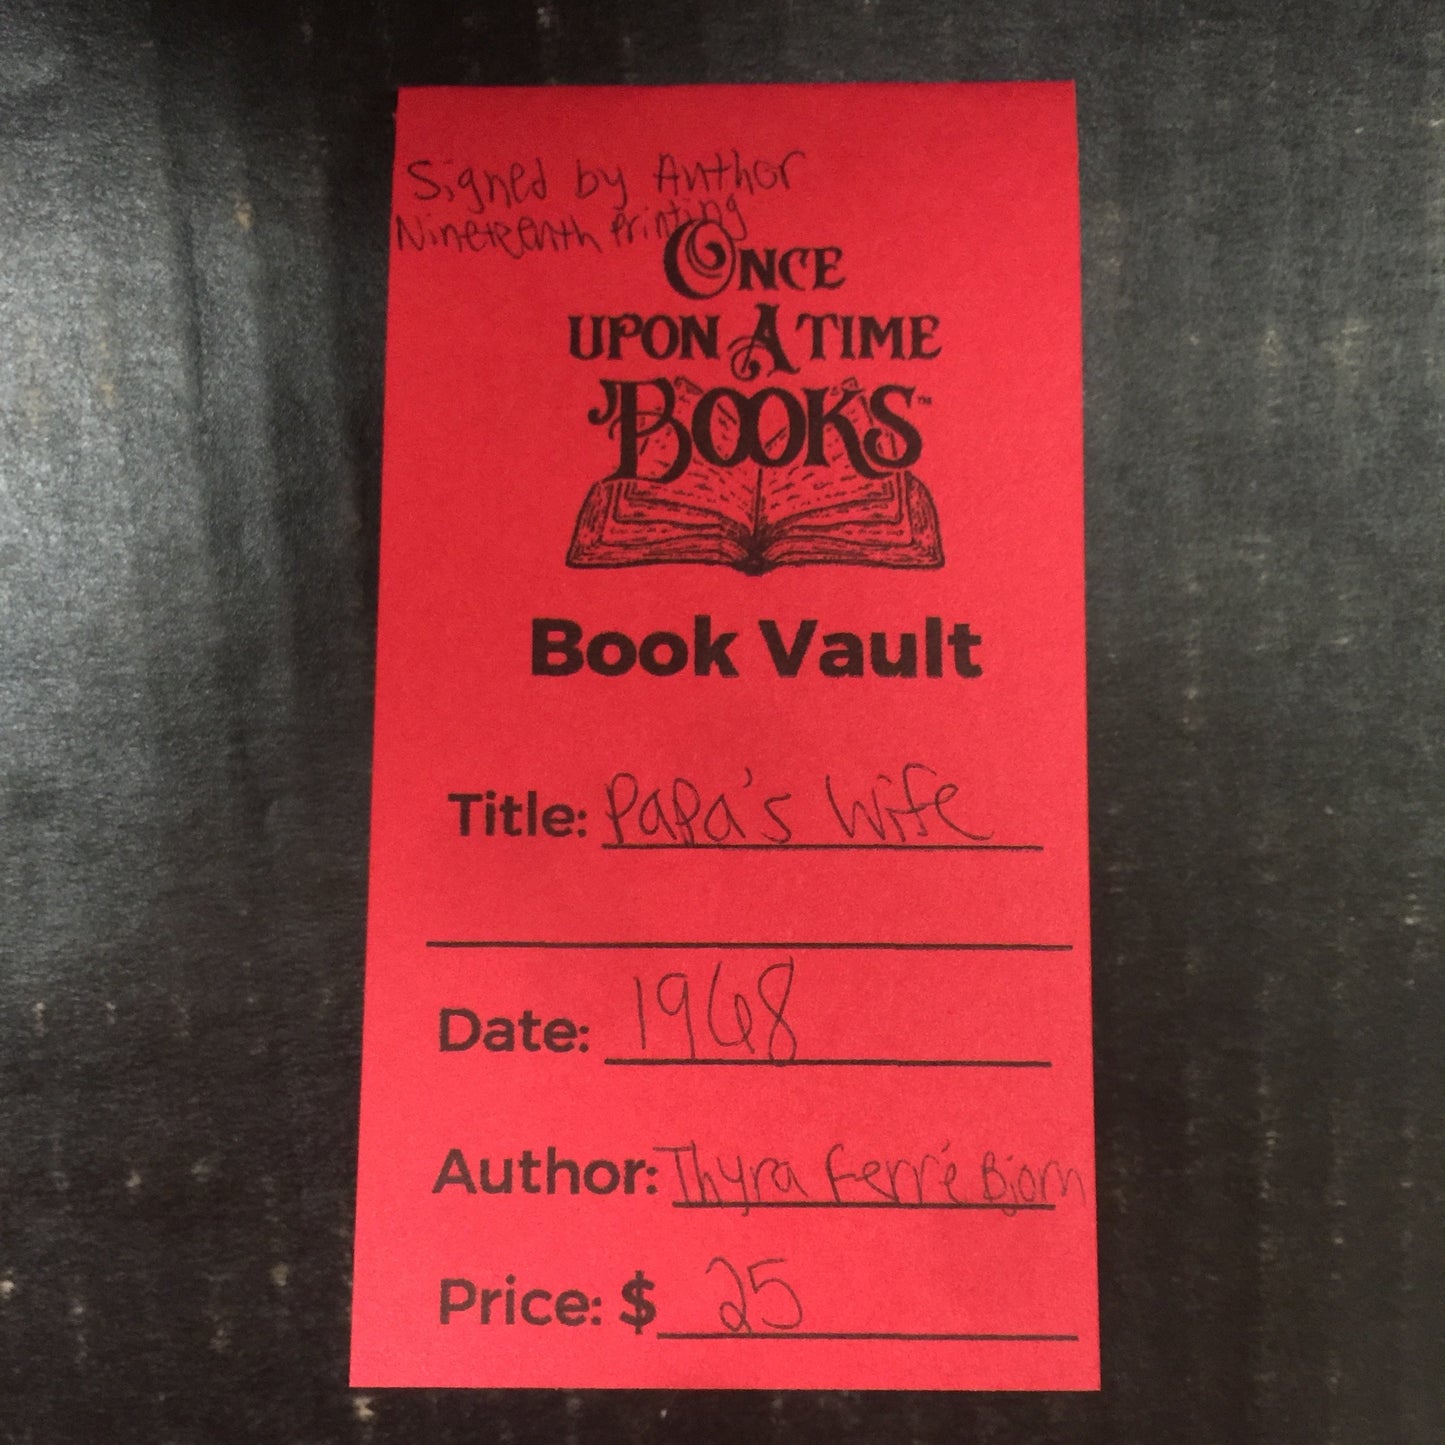 Signed by Author
Nineteenth Printing
ONCE
UPON A TIME
BOOKS™
Book Vault
Title: Papa's Wife
Date: 1968
Author: Thyra Ferré Bjorn
Price: $ 25